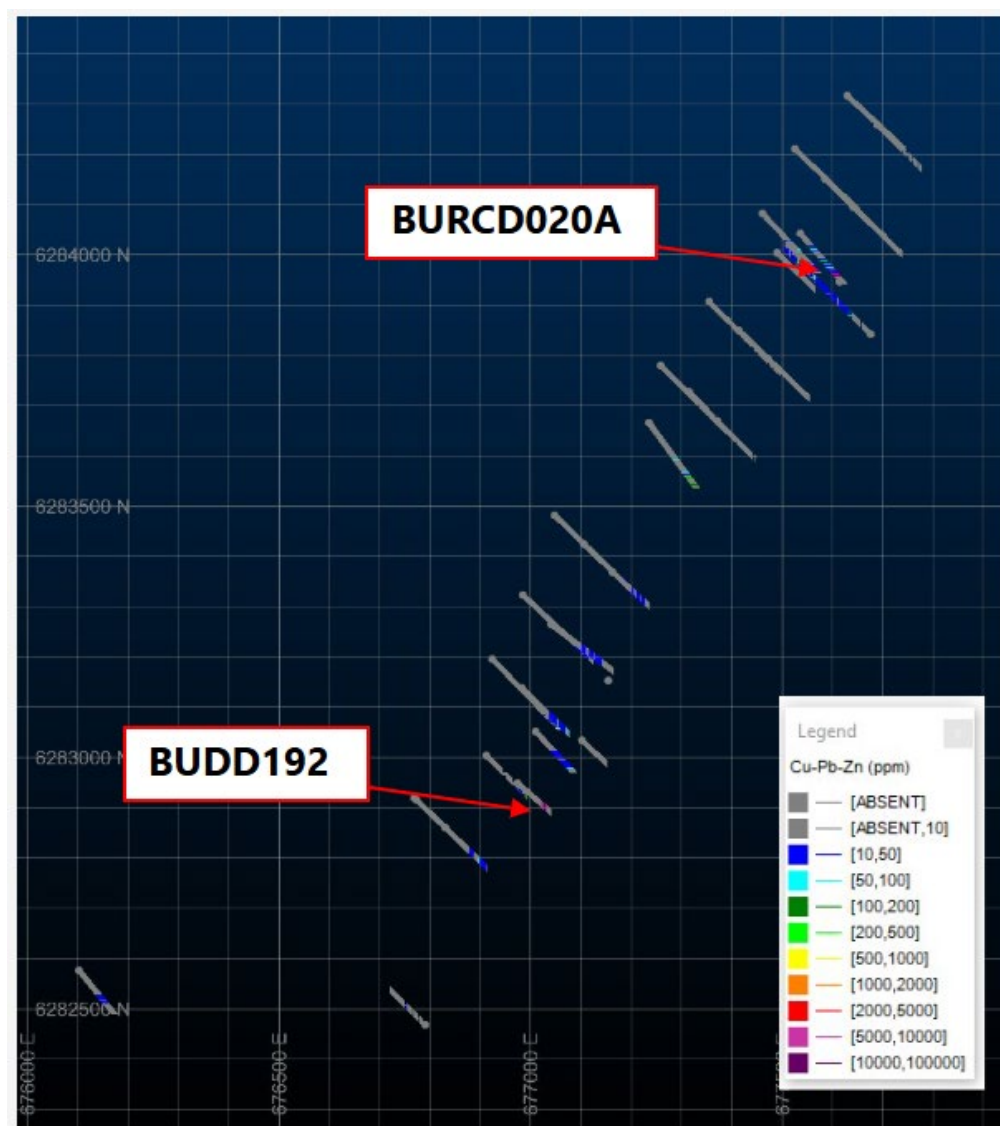 BURCD020A
6284000 N
6283500 N
6283000 N
BUDD192
6282500 N
676000 E
676500 E
677000 E
Legend
Cu-Pb-Zn (ppm)
[ABSENT]
[ABSENT,10]
[10,50]
[50,100]
[100,200]
[200,500]
[500,1000]
[1000,2000]
[2000,5000]
[5000,10000]
[10000,100000]